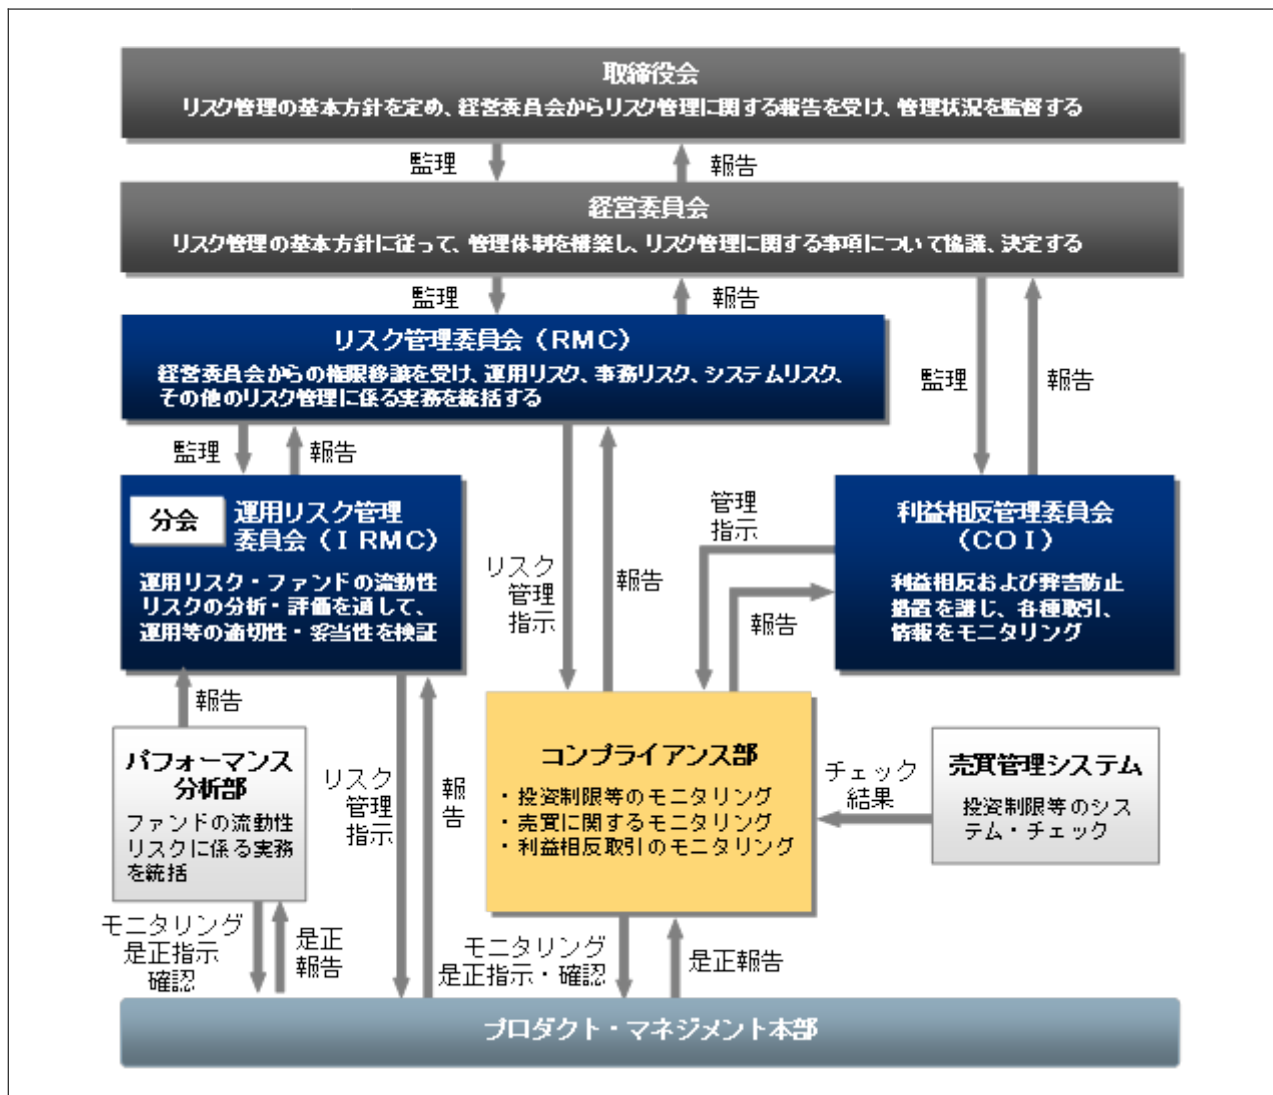 取締役会
リスク管理の基本方針を定め、経営委員会からリスク管理に関する報告を受け、管理状況を監督する
監理
報告
経営委員会
リスク管理の基本方針に従って、管理体制を構築し、リスク管理に関する事項について協議、決定する
監理
報告
リスク管理委員会（RMC）
経営委員会からの権限移譲を受け、運用リスク、事務リスク、システムリスク、
その他のリスク管理に係る実務を統括する
監理
報告
監理
報告
分会
運用リスク管理
委員会（ＩRMC）
運用リスク・ファンドの流動性
リスクの分析・評価を通して、
運用等の適切性・妥当性を検証
リスク
管理
指示
報告
管理
指示
報告
利益相反管理委員会
（COI）
利益相反および弊害防止
措置を講じ、各種取引、
情報をモニタリング
報告
パフォーマンス
分析部
ファンドの流動性
リスクに係る実務
を統括
リスク
管理
指示
報
告
コンプライアンス部
・投資制限等のモニタリング
・売買に関するモニタリング
・利益相反取引のモニタリング
チェック
結果
売買管理システム
投資制限等のシス
テム・チェック
モニタリング
是正指示
確認
是正
報告
モニタリング
是正指示・確認
是正報告
プロダクト・マネジメント本部